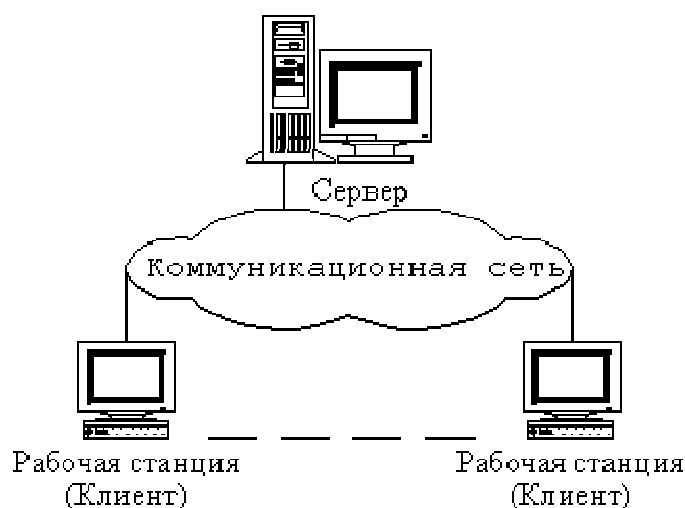 Сервер
Коммуникационная сеть
Рабочая станция
(Клиент)
Рабочая станция
(Клиент)